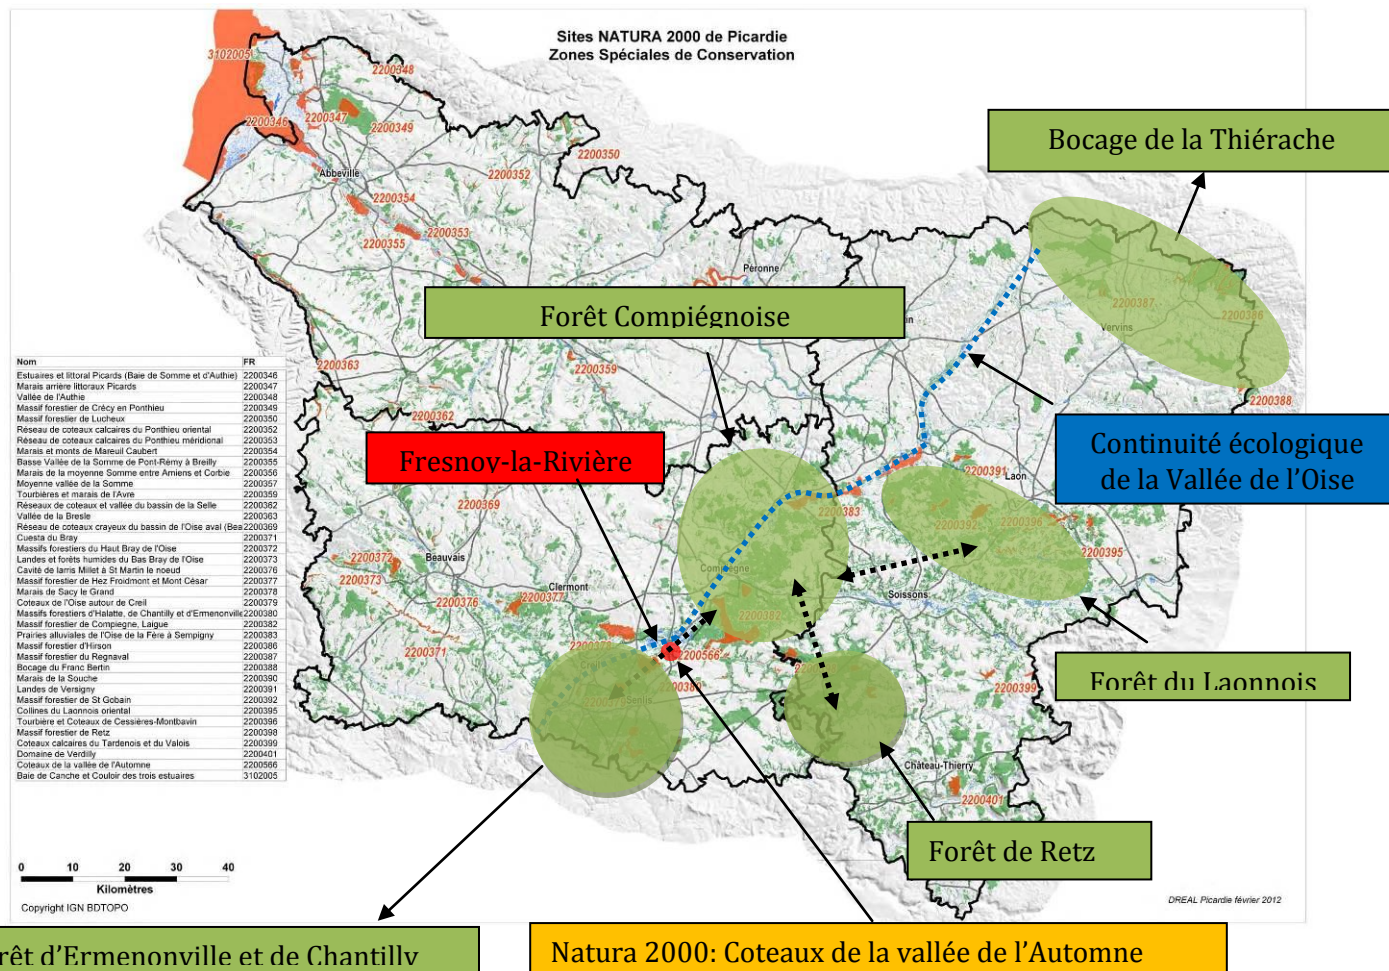 Sites NATURA 2000 de Picardie
Zones Spéciales de Conservation
3102005
2200348
2200347
2200346
2200349
2200350
Abbeville
2200352
2200354
2200355
2200353
Péronne
Bocage de la Thiérache
2200387
2200386
Vervins
2200388
Forêt Compiégnoise
2200363
2200359
2200362
Fresnoy-la-Rivière
Continuité écologique
de la Vallée de l'Oise
2200391
Laon
2200392
2200396
2200395
2200383
2200369
2200372
2200373
Beauvais
2200376
2200377
Clermont
2200371
Soissons
2200382
2200566
Senlis
2200399
Forêt du Laonnois
Château-Thierry
2200401
Forêt de Retz
Nom FR
Estuaires et littoral Picards (Baie de Somme et d'Authie) 2200346
Marais arrière littoraux Picards 2200347
Vallée de l'Authie 2200348
Massif forestier de Crécy en Ponthieu 2200349
Massif forestier de Lucheux 2200350
Réseau de coteaux calcaires du Ponthieu oriental 2200352
Réseau de coteaux calcaires du Ponthieu méridional 2200353
Marais et monts de Mareuil Caubert 2200354
Basse Vallée de la Somme de Pont-Rémy à Breilly 2200355
Marais de la moyenne Somme entre Amiens et Corbie 2200356
Moyenne vallée de la Somme 2200357
Tourbières et marais de l'Avre 2200359
Réseaux de coteaux et vallée du bassin de la Selle 2200362
Vallée de la Bresle 2200363
Réseau de coteaux crayeux du bassin de l'Oise aval (Bea 2200369
Cuesta du Bray 2200371
Massifs forestiers du Haut Bray de l'Oise 2200372
Landes et forêts humides du Bas Bray de l'Oise 2200373
Cavité de larris Millet à St Martin le noeud 2200376
Massif forestier de Hez Froidmont et Mont César 2200377
Marais de Sacy le Grand 2200378
Coteaux de l'Oise autour de Creil 2200379
Massifs forestiers d'Halatte, de Chantilly et d'Ermenonville 2200380
Massif forestier de Compiegne, Laigue 2200382
Prairies alluviales de l'Oise de la Fère à Sempigny 2200383
Massif forestier d'Hirson 2200386
Massif forestier du Regnaval 2200387
Bocage du Franc Bertin 2200388
Marais de la Souche 2200390
Landes de Versigny 2200391
Massif forestier de St Gobain 2200392
Collines du Laonnois oriental 2200395
Tourbière et Coteaux de Cessières-Montbavin 2200396
Massif forestier de Retz 2200398
Coteaux calcaires du Tardenois et du Valois 2200399
Domaine de Verdilly 2200401
Coteaux de la vallée de l'Automne 2200566
Baie de Canche et Couloir des trois estuaires 3102005
0 10 20 30 40
Kilomètres
Copyright IGN BDTOPO
DREAL Picardie février 2012
rêt d'Ermenonville et de Chantilly
Natura 2000: Coteaux de la vallée de l'Automne